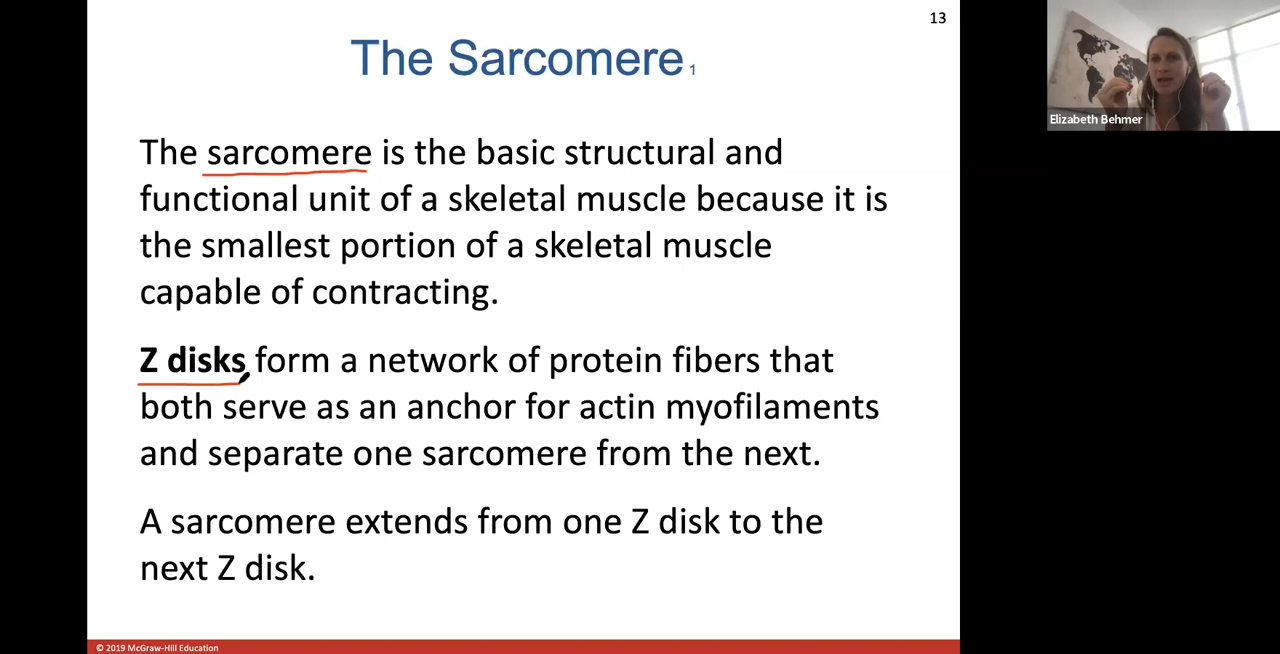 13
The Sarcomere 1
Elizabeth Behmer
The sarcomere is the basic structural and
functional unit of a skeletal muscle because it is
the smallest portion of a skeletal muscle
capable of contracting.
Z disks form a network of protein fibers that
both serve as an anchor for actin myofilaments
and separate one sarcomere from the next.
A sarcomere extends from one Z disk to the
next Z disk.
© 2019 McGraw-Hill Education